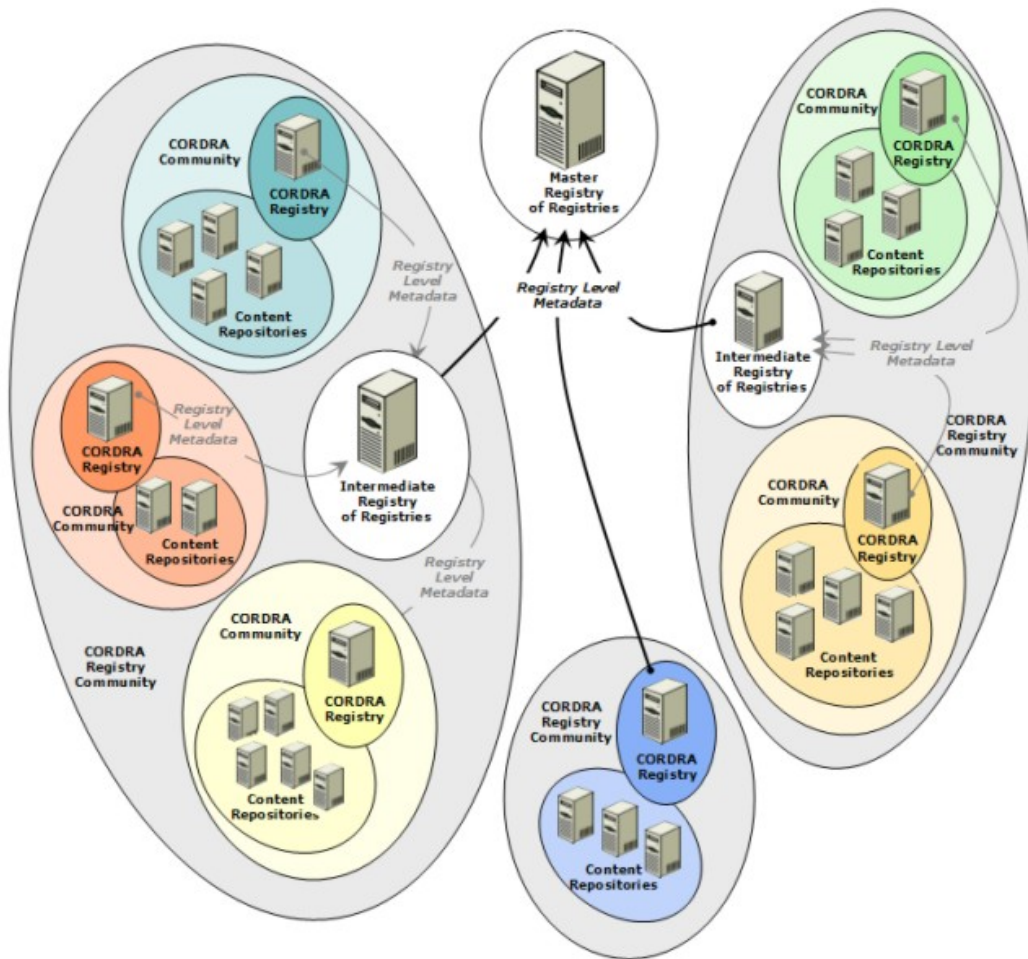 CORDRA
Community
CORDRA
Registry
Content
Repositories
Registry
Level
Metadata
CORDRA
Registry
Registry
Level
Metadata
CORDRA
Community
Content
Repositories
Intermediate
Registry
of Registries
Registry
Level
Metadata
CORDRA
Community
CORDRA
Registry
Content
Repositories
CORDRA
Registry
Community
Master
Registry
of Registries
Registry Level
Metadata
CORDRA
Registry
Community
CORDRA
Registry
Content
Repositories
CORDRA
Community
CORDRA
Registry
Content
Repositories
Intermediate
Registry
of Registries
Registry Level
Metadata
CORDRA
Registry
Community
CORDRA
Community
CORDRA
Registry
Content
Repositories